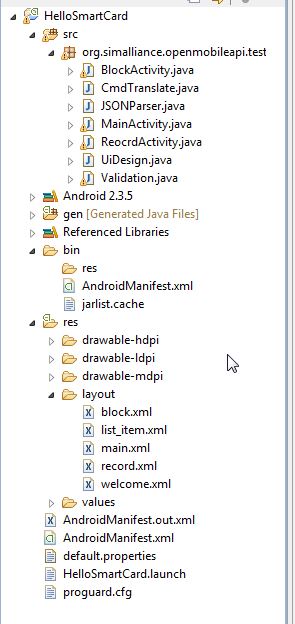 HelloSmartCard
src
org.simalliance.openmobileapi.test
BlockActivity.java
CmdTranslate.java
JSONParser.java
MainActivity.java
ReocrdActivity.java
UiDesign.java
Validation.java
Android 2.3.5
gen [Generated Java Files]
Referenced Libraries
bin
res
AndroidManifest.xml
jarlist.cache
res
drawable-hdpi
drawable-ldpi
drawable-mdpi
layout
block.xml
list_item.xml
main.xml
record.xml
welcome.xml
values
AndroidManifest.out.xml
AndroidManifest.xml
default.properties
HelloSmartCard.launch
proguard.cfg